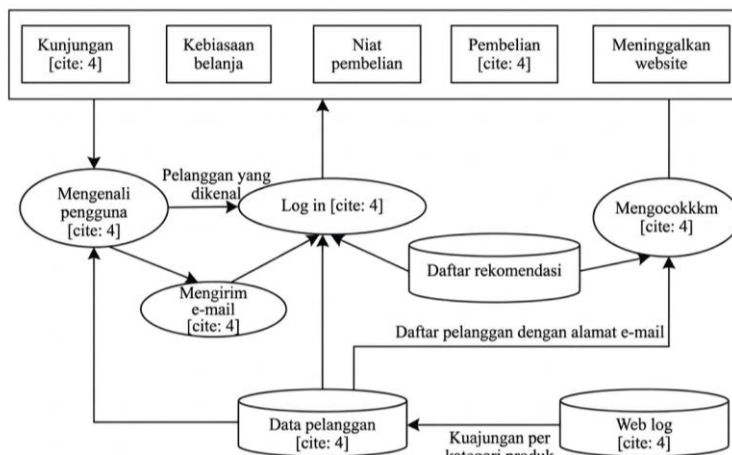 Kunjungan
[cite: 4]
Kebiasaan
belanja
Niat
pembelian
Pembelian
[cite: 4]
Meninggalkan
website
Mengenali
pengguna
[cite: 4]
Pelanggan yang
dikenal
Log in [cite: 4]
Mengocokkkm
[cite: 4]
Daftar rekomendasi
Mengirim
e-mail
[cite: 4]
Daftar pelanggan dengan alamat e-mail
Data pelanggan
[cite: 4]
Kuajungan per
kategori produk
Web log
[cite: 4]